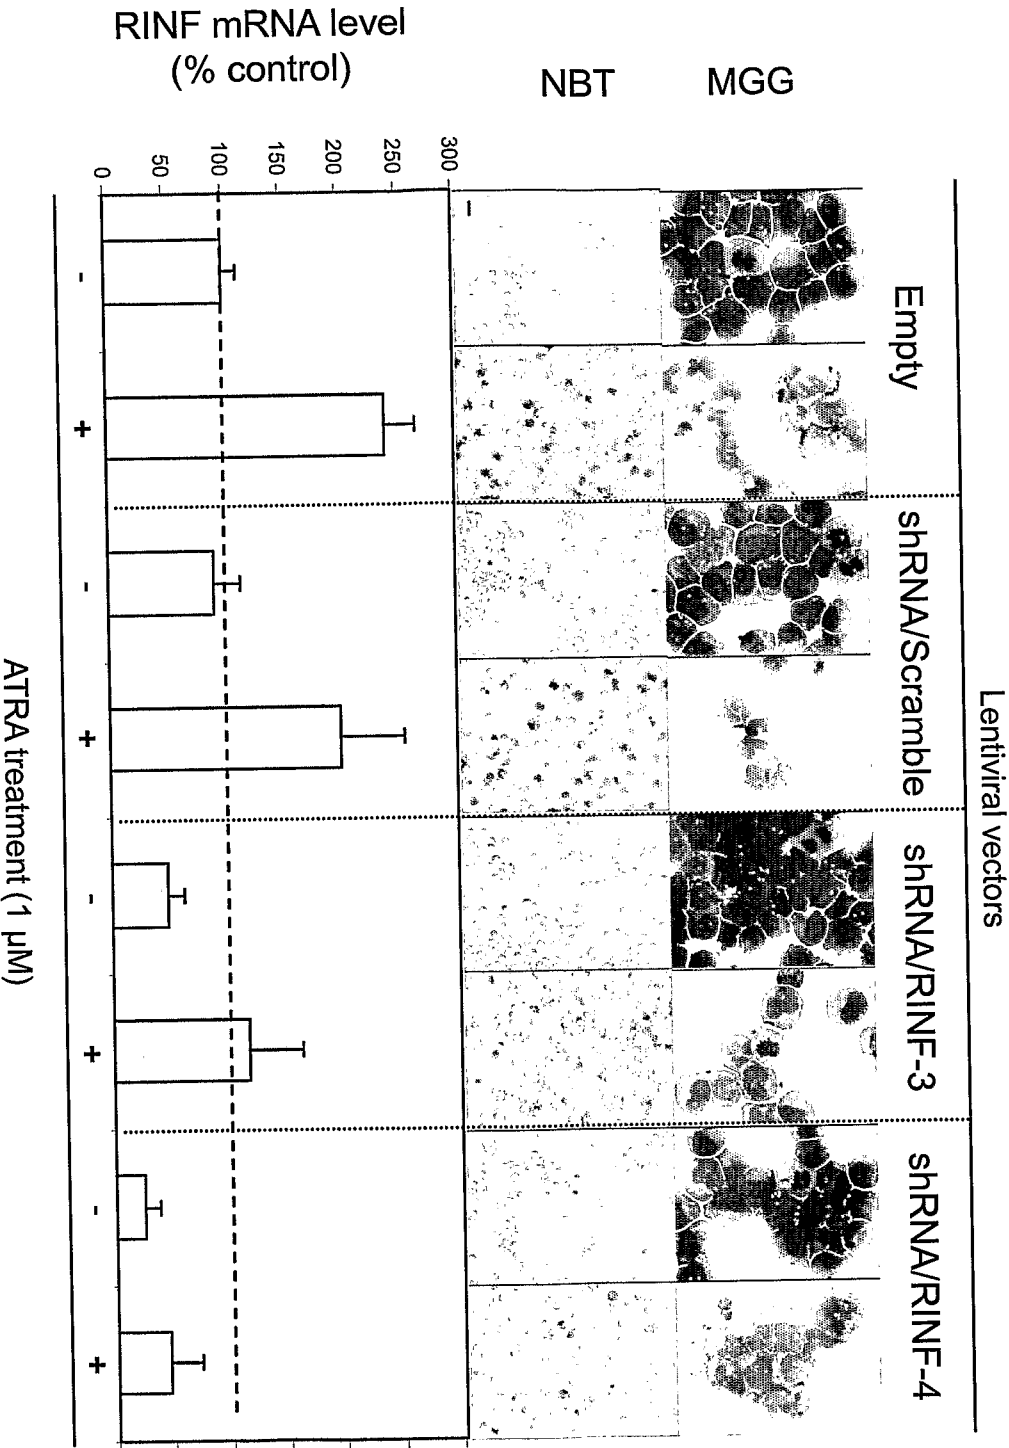 Lentiviral vectors
Empty
shRNA/Scramble
shRNA/RINF-3
shRNA/RINF-4
MGG
NBT
RINF mRNA level
(% control)
300
250
200
150
100
50
0
- + - + - + - +
ATRA treatment (1 µM)